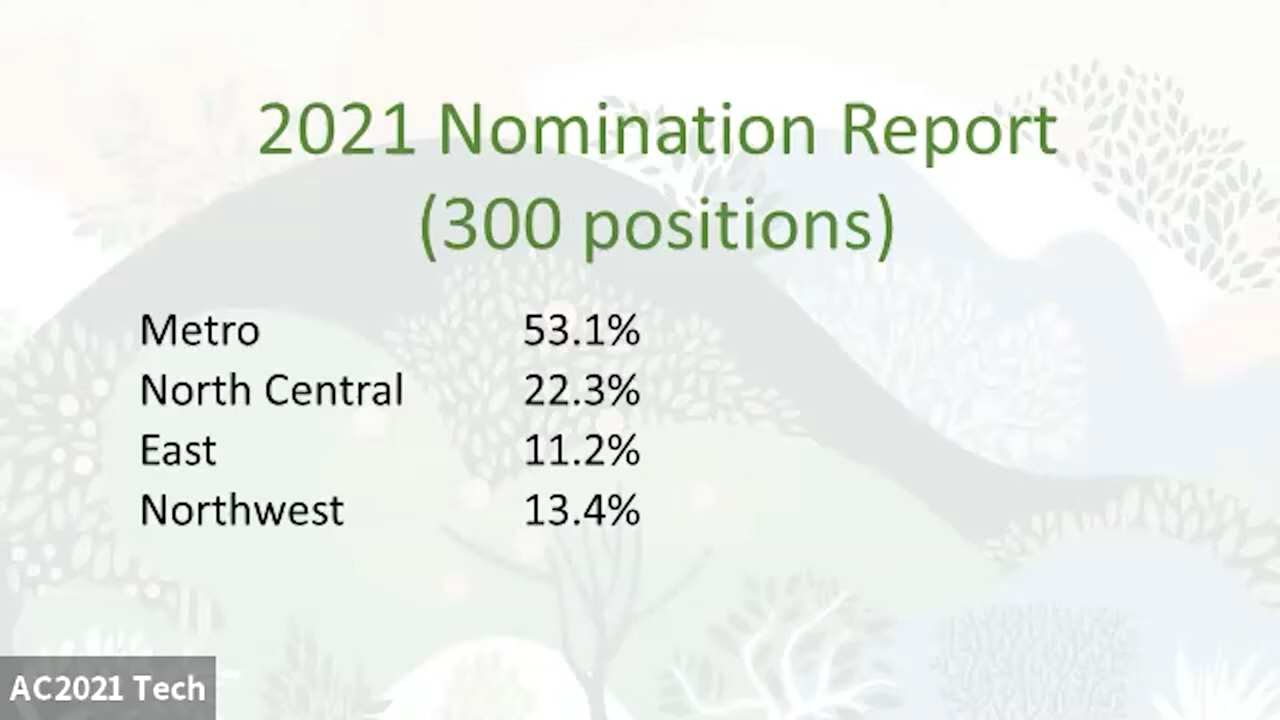 2021 Nomination Report
(300 positions)
Metro 53.1%
North Central 22.3%
East 11.2%
Northwest 13.4%
AC2021 Tech